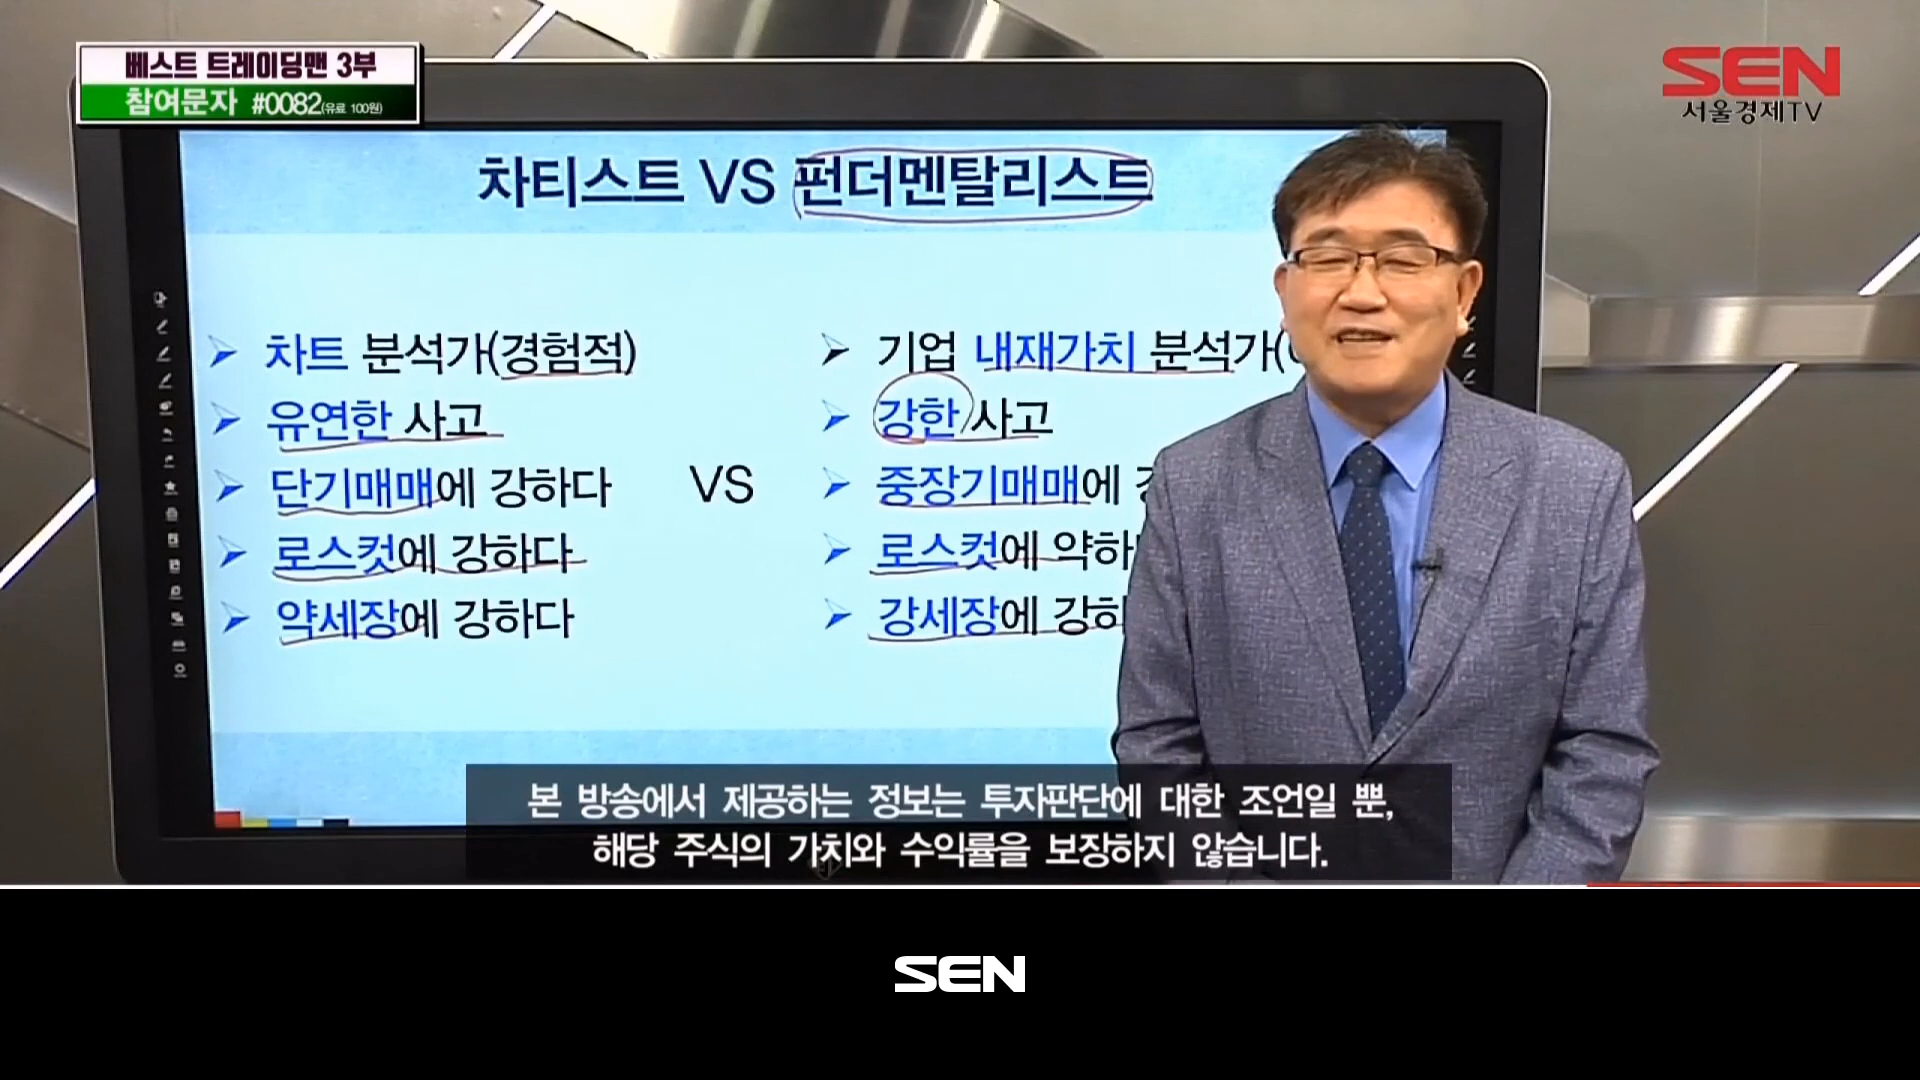 베스트 트레이딩맨 3부
참여문자 #0082(유료 100원)
SEN
서울경제TV
차티스트 VS 펀더멘탈리스트
차트 분석가(경험적)
유연한 사고
단기매매에 강하다
로스컷에 강하다
약세장에 강하다
VS
기업 내재가치 분석가(
강한 사고
중장기매매에
로스컷에 약하
강세장에 강하
본 방송에서 제공하는 정보는 투자판단에 대한 조언일 뿐,
해당 주식의 가치와 수익률을 보장하지 않습니다.
SEN